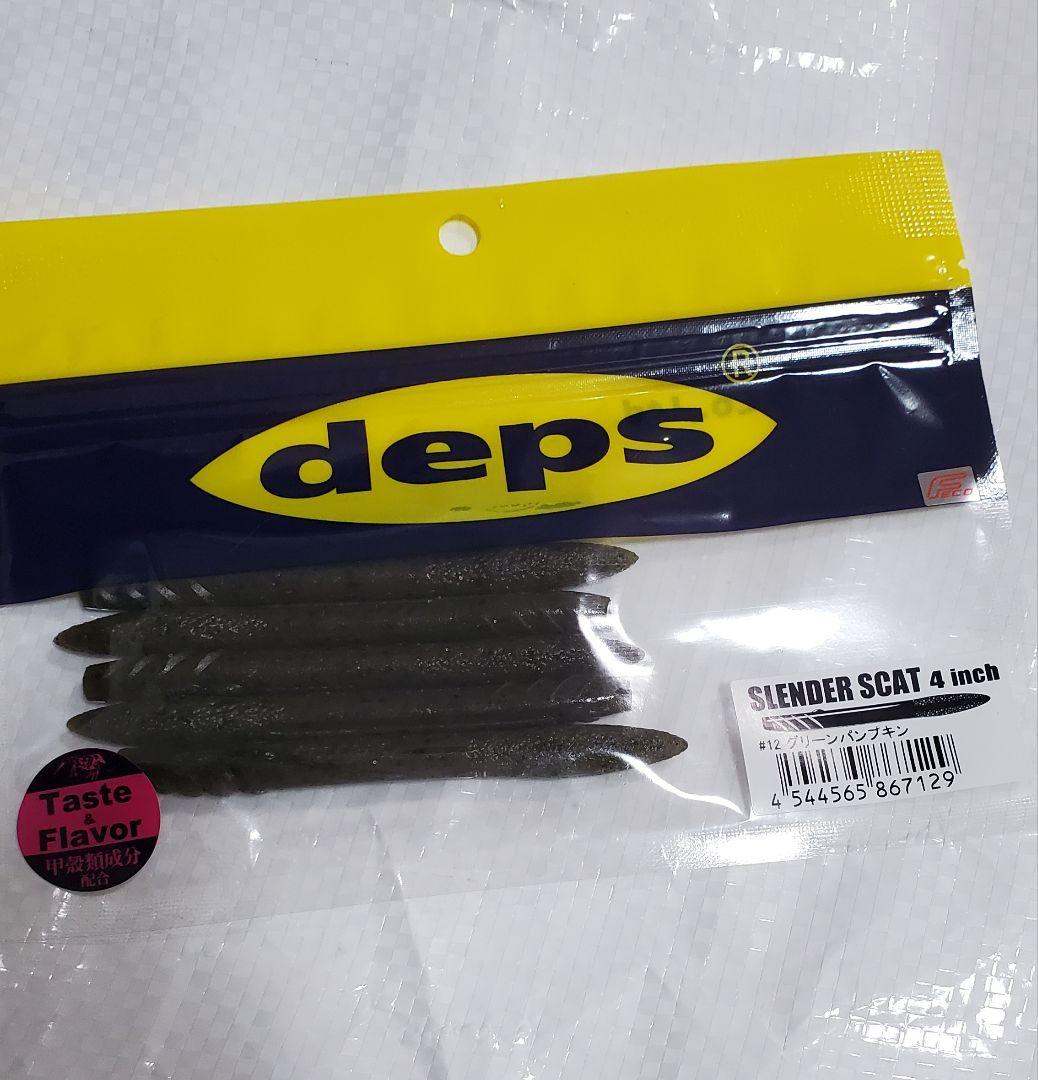 deps®
FECO
SLENDER SCAT 4 inch
#12 グリーンパンプキン
4 544565 867129
Taste
&
Flavor
甲殻類成分
配合